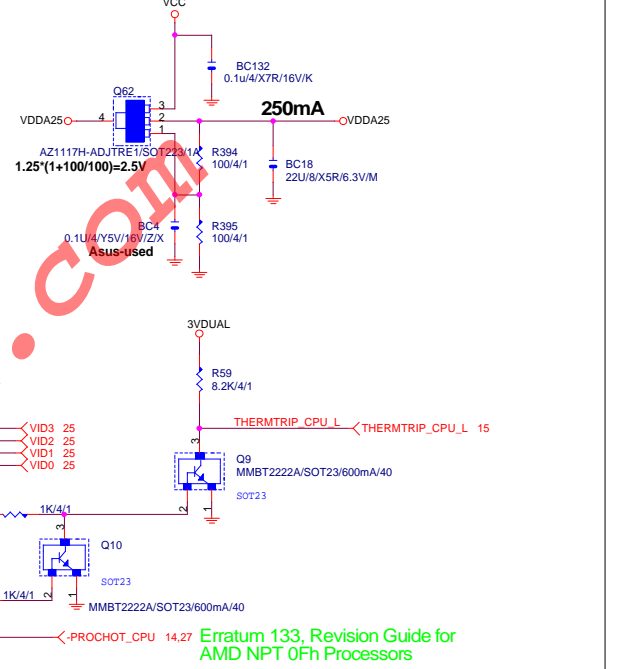 VCC
BC132
0.1u/4/X7R/16V/K
Q62
3
2
1
4
VDDA25
250mA
VDDA25
AZ1117H-ADJTRE1/SOT223/1A
1.25*(1+100/100)=2.5V
R394
100/4/1
BC18
22U/8/X5R/6.3V/M
BC4
0.1U/4/Y5V/16V/Z/X
Asus-used
R395
100/4/1
.com
3VDUAL
R59
8.2K/4/1
THERMTRIP_CPU_L
THERMTRIP_CPU_L 15
VID3 25
VID2 25
VID1 25
VID0 25
3
Q9
MMBT2222A/SOT23/600mA/40
SOT23
2
1
1K/4/1
3
Q10
SOT23
1K/4/1
2
1
MMBT2222A/SOT23/600mA/40
-PROCHOT_CPU 14,27
Erratum 133, Revision Guide for
AMD NPT 0Fh Processors